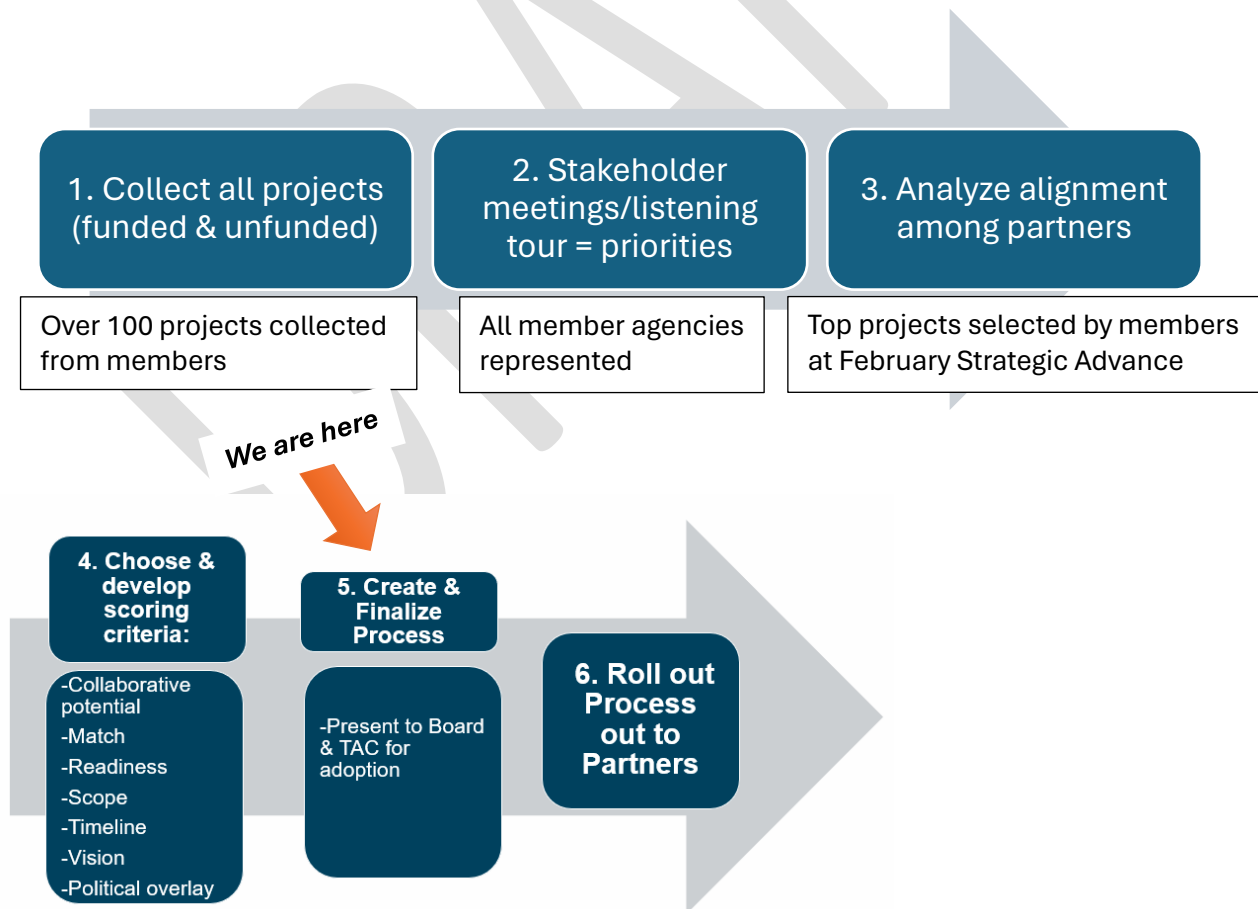 1. Collect all projects
(funded & unfunded)
2. Stakeholder
meetings/listening
tour = priorities
3. Analyze alignment
among partners
Over 100 projects collected
from members
All member agencies
represented
Top projects selected by members
at February Strategic Advance
We are here
4. Choose &
develop
scoring
criteria:
-Collaborative
potential
-Match
-Readiness
-Scope
-Timeline
-Vision
-Political overlay
5. Create &
Finalize
Process
-Present to Board
& TAC for
adoption
6. Roll out
Process
out to
Partners